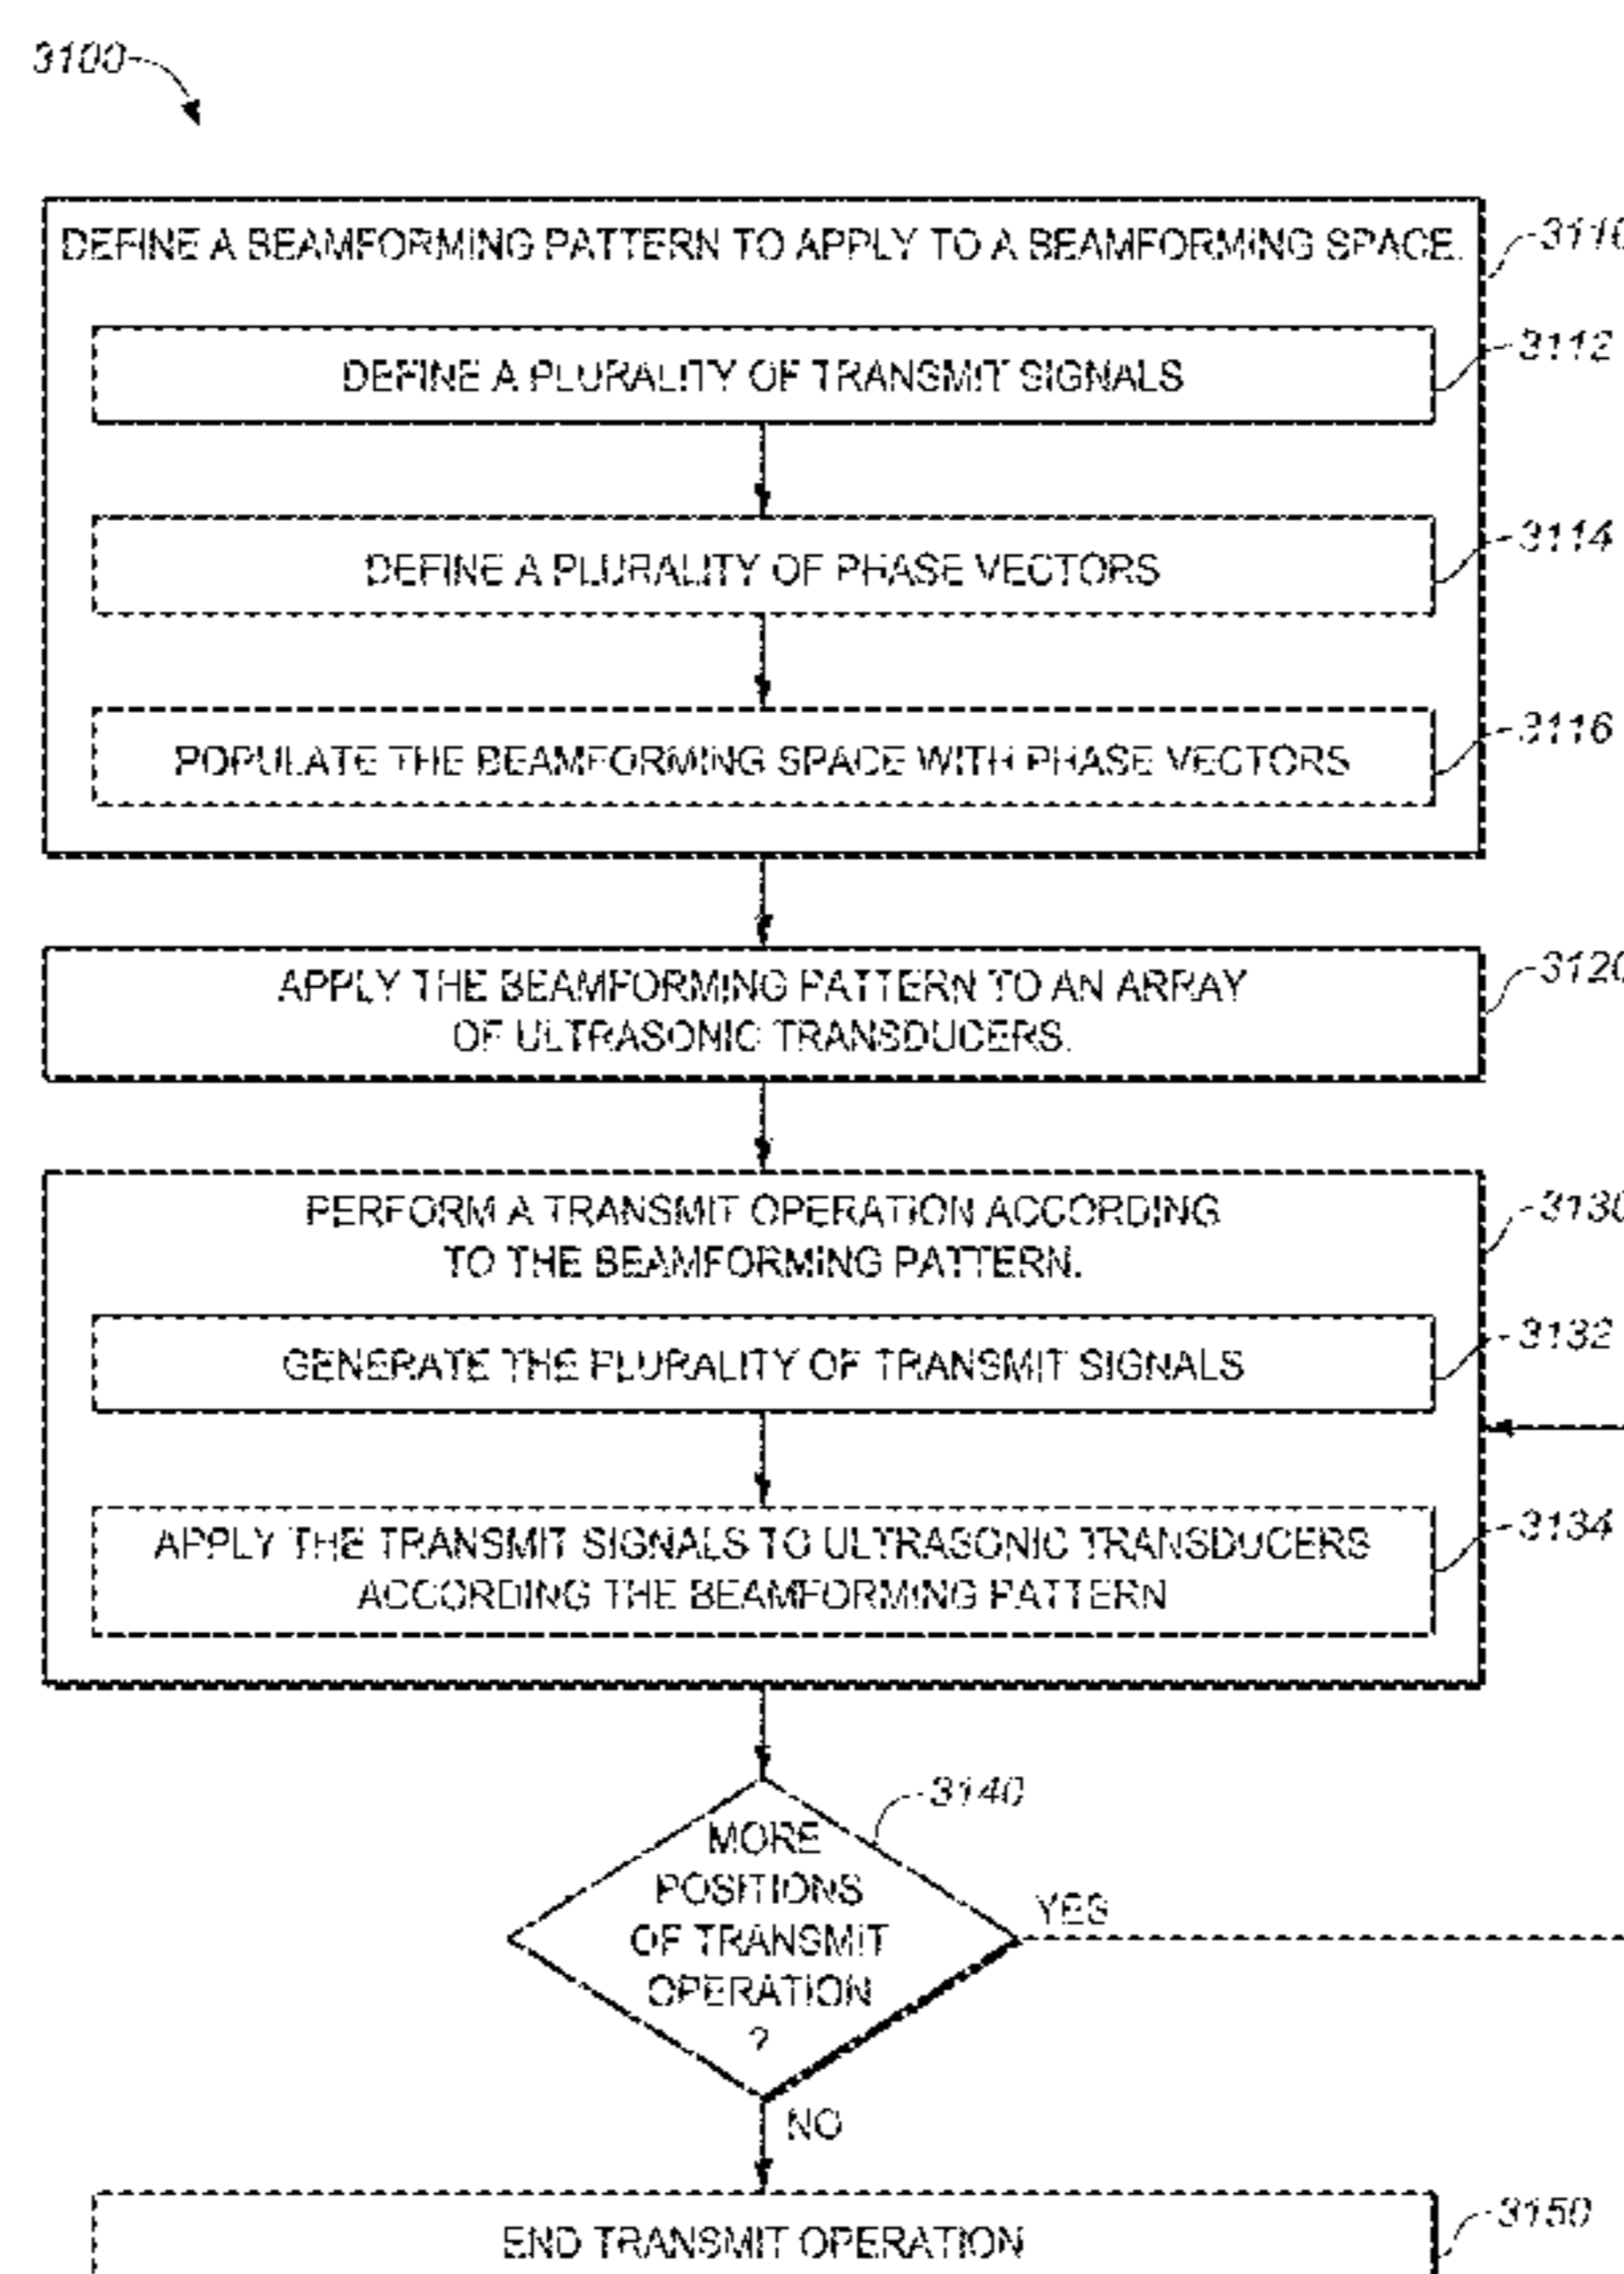 3100
DEFINE A BEAMFORMING PATTERN TO APPLY TO A BEAMFORMING SPACE.
3110
DEFINE A PLURALITY OF TRANSMIT SIGNALS
3112
DEFINE A PLURALITY OF PHASE VECTORS
3114
POPULATE THE BEAMFORMING SPACE WITH PHASE VECTORS
3116
APPLY THE BEAMFORMING PATTERN TO AN ARRAY
OF ULTRASONIC TRANSDUCERS.
3120
PERFORM A TRANSMIT OPERATION ACCORDING
TO THE BEAMFORMING PATTERN.
3130
GENERATE THE PLURALITY OF TRANSMIT SIGNALS
3132
APPLY THE TRANSMIT SIGNALS TO ULTRASONIC TRANSDUCERS
ACCORDING THE BEAMFORMING PATTERN
3134
3140
MORE
POSITIONS
OF TRANSMIT
OPERATION
?
YES
NO
END TRANSMIT OPERATION
3150